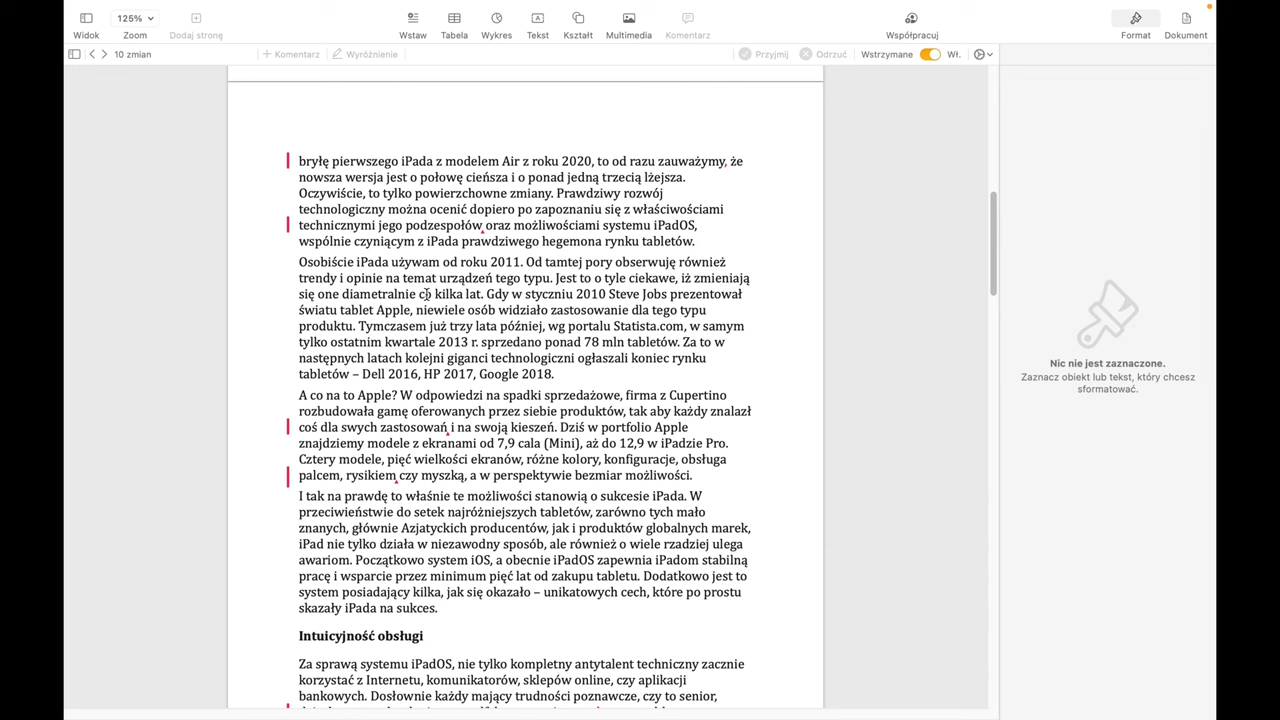 125%
Widok Zoom Dodaj stronę Wstaw Tabela Wykres Tekst Kształt Multimedia Komentarz Współpracuj Format Dokument
10 zmian + Komentarz Wyróżnienie Przyjmij Odrzuć Wstrzymane Wł.
bryłę pierwszego iPada z modelem Air z roku 2020, to od razu zauważymy, że
nowsza wersja jest o połowę cieńsza i o ponad jedną trzecią lżejsza.
Oczywiście, to tylko powierzchowne zmiany. Prawdziwy rozwój
technologiczny można ocenić dopiero po zapoznaniu się z właściwościami
technicznymi jego podzespołów oraz możliwościami systemu iPadOS,
wspólnie czyniącym z iPada prawdziwego hegemona rynku tabletów.
Osobiście iPada używam od roku 2011. Od tamtej pory obserwuję również
trendy i opinie na temat urządzeń tego typu. Jest to o tyle ciekawe, iż zmieniają
się one diametralnie co kilka lat. Gdy w styczniu 2010 Steve Jobs prezentował
światu tablet Apple, niewiele osób widziało zastosowanie dla tego typu
produktu. Tymczasem już trzy lata później, wg portalu Statista.com, w samym
tylko ostatnim kwartale 2013 r. sprzedano ponad 78 mln tabletów. Za to w
następnych latach kolejni giganci technologiczni ogłaszali koniec rynku
tabletów – Dell 2016, HP 2017, Google 2018.
A co na to Apple? W odpowiedzi na spadki sprzedażowe, firma z Cupertino
rozbudowała gamę oferowanych przez siebie produktów, tak aby każdy znalazł
coś dla swych zastosowań i na swoją kieszeń. Dziś w portfolio Apple
znajdziemy modele z ekranami od 7,9 cala (Mini), aż do 12,9 w iPadzie Pro.
Cztery modele, pięć wielkości ekranów, różne kolory, konfiguracje, obsługa
palcem, rysikiem czy myszką, a w perspektywie bezmiar możliwości.
I tak na prawdę to właśnie te możliwości stanowią o sukcesie iPada. W
przeciwieństwie do setek najróżniejszych tabletów, zarówno tych mało
znanych, głównie Azjatyckich producentów, jak i produktów globalnych marek,
iPad nie tylko działa w niezawodny sposób, ale również o wiele rzadziej ulega
awariom. Początkowo system iOS, a obecnie iPadOS zapewnia iPadom stabilną
pracę i wsparcie przez minimum pięć lat od zakupu tabletu. Dodatkowo jest to
system posiadający kilka, jak się okazało – unikatowych cech, które po prostu
skazały iPada na sukces.
Intuicyjność obsługi
Za sprawą systemu iPadOS, nie tylko kompletny antytalent techniczny zacznie
korzystać z Internetu, komunikatorów, sklepów online, czy aplikacji
bankowych. Dosłownie każdy mający trudności poznawcze, czy to senior,
Nic nie jest zaznaczone.
Zaznacz obiekt lub tekst, który chcesz
sformatować.